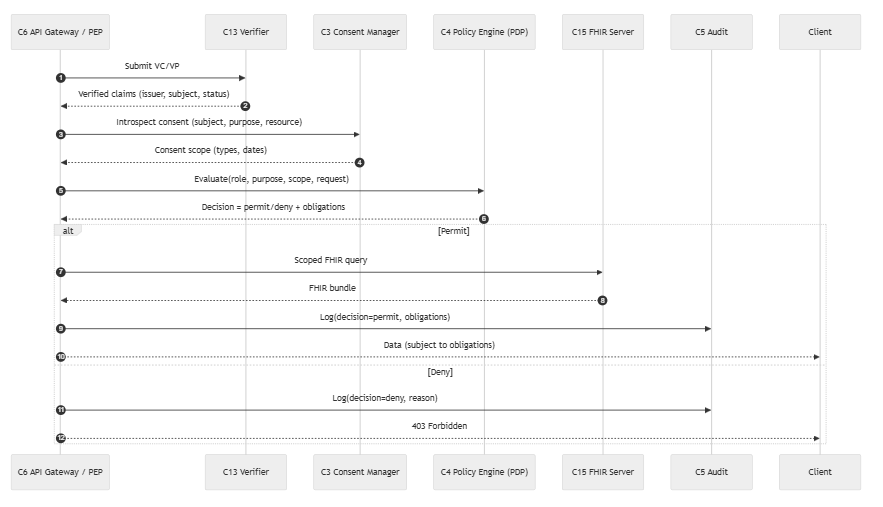 C6 API Gateway / PEP
C13 Verifier
C3 Consent Manager
C4 Policy Engine (PDP)
C15 FHIR Server
C5 Audit
Client
Submit VC/VP
1
Verified claims (issuer, subject, status)
2
Introspect consent (subject, purpose, resource)
3
Consent scope (types, dates)
4
Evaluate(role, purpose, scope, request)
5
Decision = permit/deny + obligations
6
alt
[Permit]
Scoped FHIR query
7
FHIR bundle
8
Log(decision=permit, obligations)
9
Data (subject to obligations)
10
[Deny]
Log(decision=deny, reason)
11
403 Forbidden
12
C6 API Gateway / PEP
C13 Verifier
C3 Consent Manager
C4 Policy Engine (PDP)
C15 FHIR Server
C5 Audit
Client